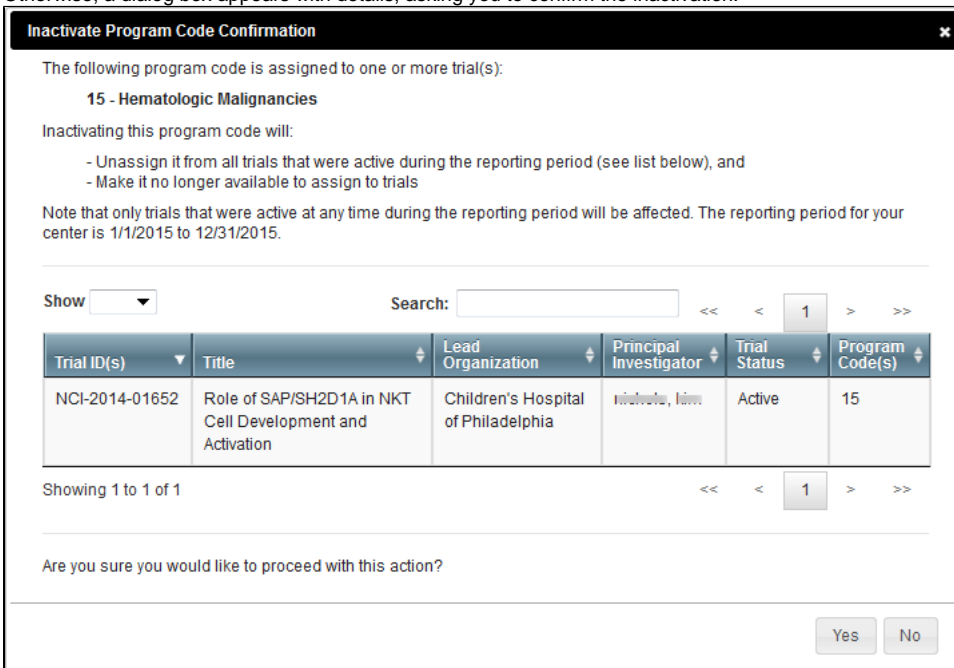 Otherwise, a dialog box appears with details, asking you to confirm the inactivation.
Inactivate Program Code Confirmation
The following program code is assigned to one or more trial(s):
15 - Hematologic Malignancies
Inactivating this program code will:
- Unassign it from all trials that were active during the reporting period (see list below), and
- Make it no longer available to assign to trials
Note that only trials that were active at any time during the reporting period will be affected. The reporting period for your
center is 1/1/2015 to 12/31/2015.
Show Search: << < 1 > >>
Trial ID(s) Title Lead Organization Principal Investigator Trial Status Program Code(s)
NCI-2014-01652 Role of SAP/SH2D1A in NKT Children's Hospital Active 15
Cell Development and of Philadelphia
Activation
Showing 1 to 1 of 1 << < 1 > >>
Are you sure you would like to proceed with this action?
Yes No